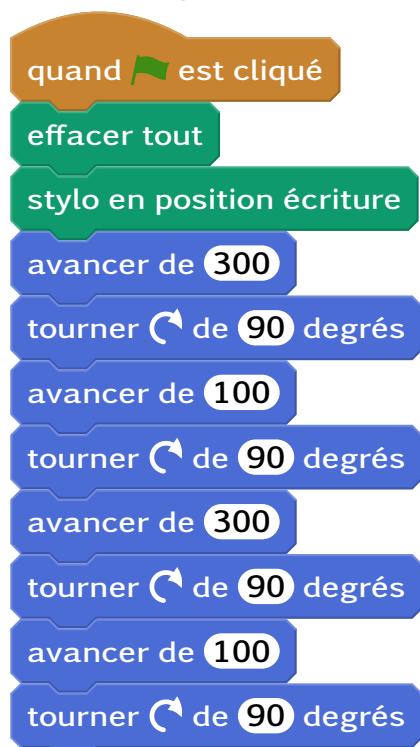 quand est cliqué
effacer tout
stylo en position écriture
avancer de 300
tourner de 90 degrés
avancer de 100
tourner de 90 degrés
avancer de 300
tourner de 90 degrés
avancer de 100
tourner de 90 degrés